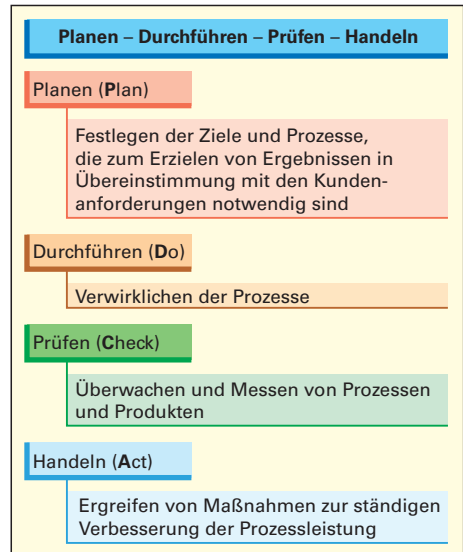 Planen – Durchführen – Prüfen – Handeln
Planen (Plan)
Festlegen der Ziele und Prozesse,
die zum Erzielen von Ergebnissen in
Übereinstimmung mit den Kunden-
anforderungen notwendig sind
Durchführen (Do)
Verwirklichen der Prozesse
Prüfen (Check)
Überwachen und Messen von Prozessen
und Produkten
Handeln (Act)
Ergreifen von Maßnahmen zur ständigen
Verbesserung der Prozessleistung